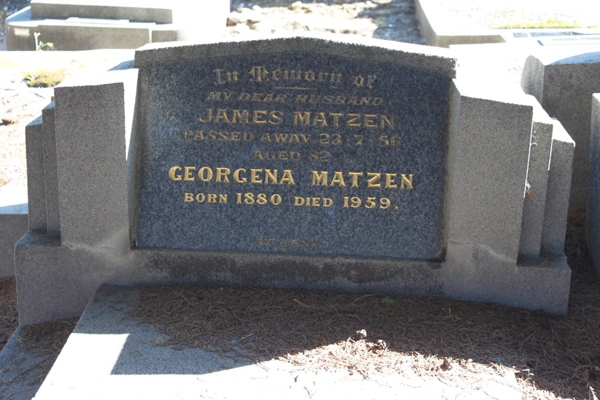 In Memory of
MY DEAR HUSBAND
JAMES MATZEN
PASSED AWAY 23·7·56
AGED 82
GEORGENA MATZEN
BORN 1880 DIED 1959.